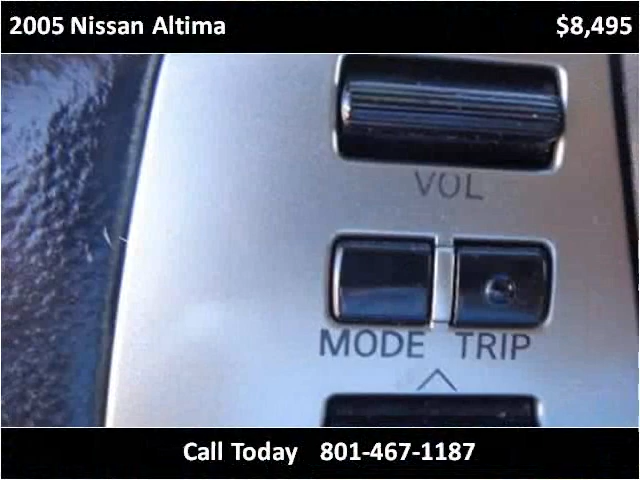 2005 Nissan Altima $8,495
VOL
MODE TRIP
Call Today 801-467-1187